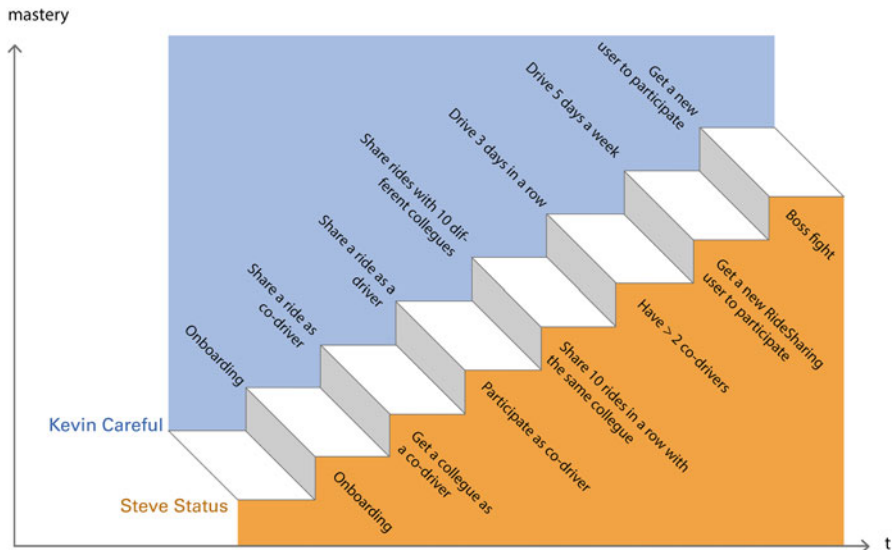 mastery
Get a new
user to participate
Drive 5 days a week
Drive 3 days in a row
Share rides with 10 dif-
ferent collegues
Share a ride as a
driver
Share a ride as
co-driver
Onboarding
Kevin Careful
Steve Status
Onboarding
Get a collegue as
a co-driver
Participate as co-driver
Share 10 rides in a row with
the same collegue
Have > 2 co-drivers
Get a new RideSharing
user to participate
Boss fight
t